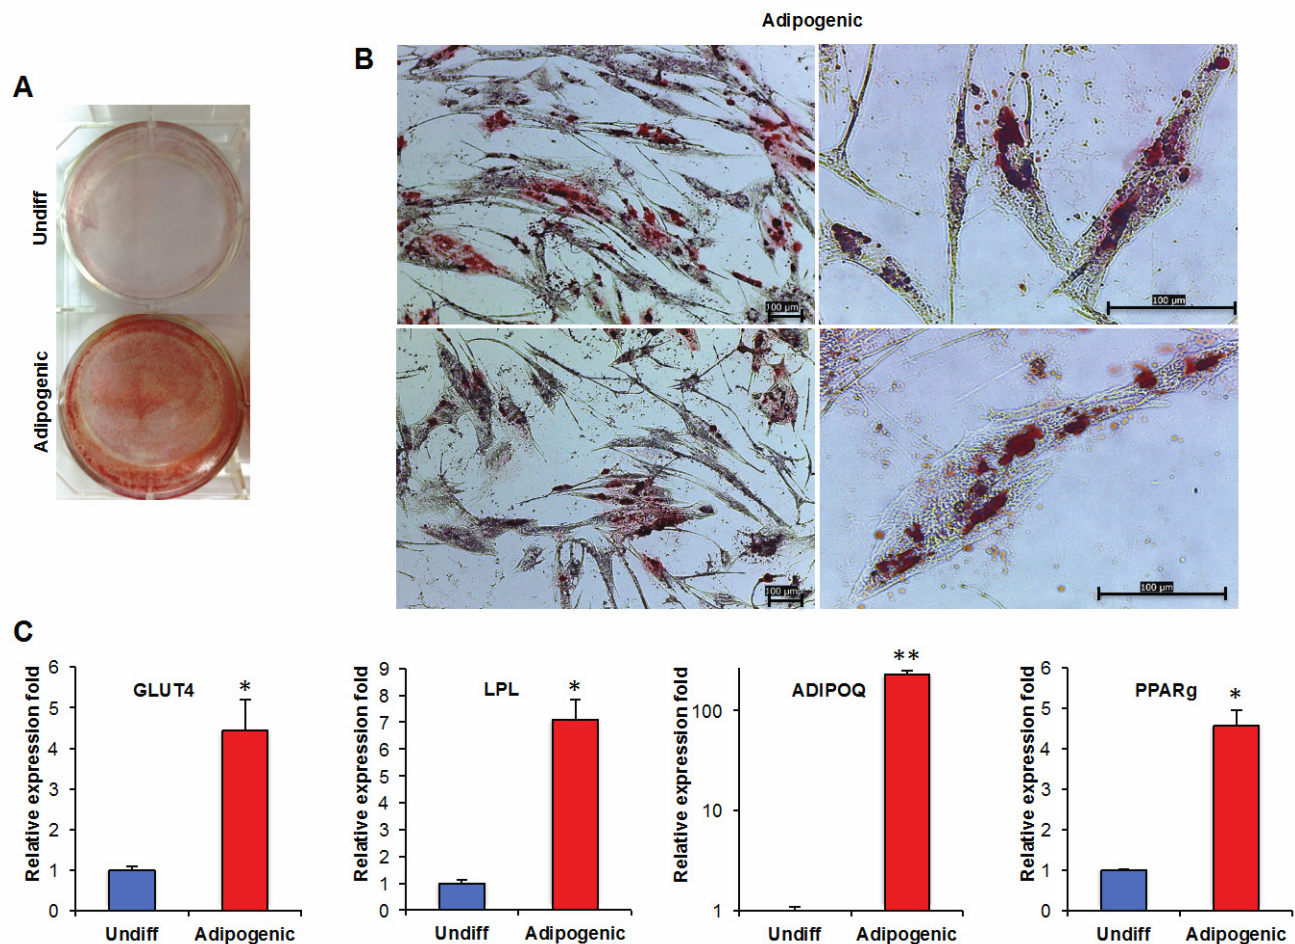 Adipogenic
A
B
Undiff
Adipogenic
100 µm
100 µm
100 µm
100 µm
C
Relative expression fold
6
5
4
3
2
1
0
GLUT4
*
Undiff
Adipogenic
Relative expression fold
9
8
7
6
5
4
3
2
1
0
LPL
*
Undiff
Adipogenic
Relative expression fold
100
10
1
ADIPOQ
**
Undiff
Adipogenic
Relative expression fold
6
5
4
3
2
1
0
PPARg
*
Undiff
Adipogenic